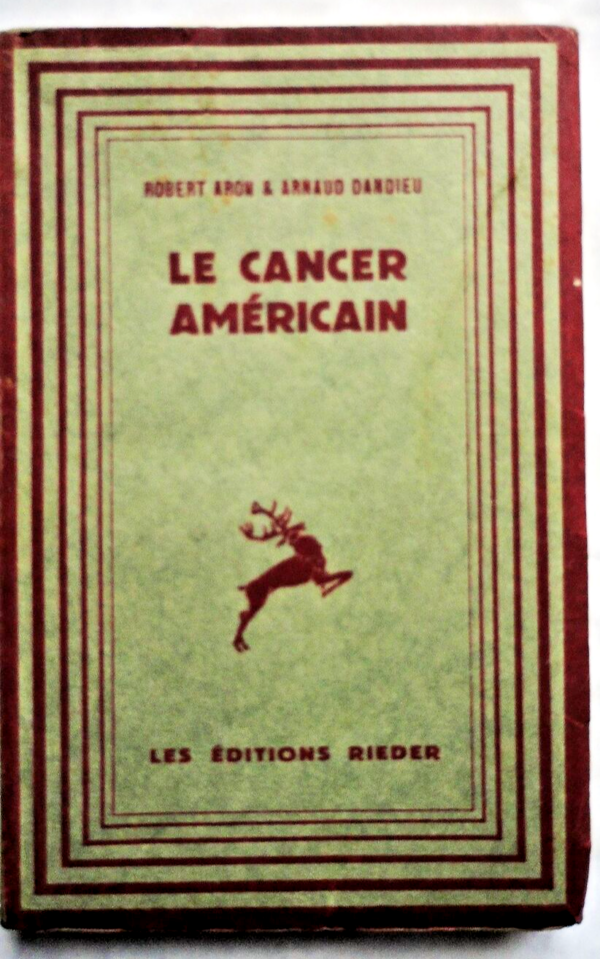 ROBERT ARON & ARNAUD DANDIEU
LE CANCER
AMÉRICAIN
LES ÉDITIONS RIEDER